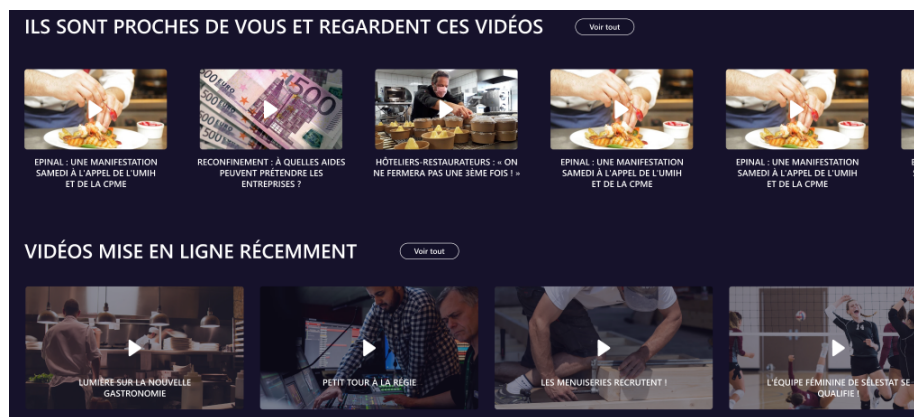 ILS SONT PROCHES DE VOUS ET REGARDENT CES VIDÉOS
Voir tout
EPINAL : UNE MANIFESTATION
SAMEDI À L'APPEL DE L'UMIH
ET DE LA CPME
RECONFINEMENT : À QUELLES AIDES
PEUVENT PRÉTENDRE LES
ENTREPRISES ?
HÔTELIERS-RESTAURATEURS : « ON
NE FERMERA PAS UNE 3ÈME FOIS ! »
EPINAL : UNE MANIFESTATION
SAMEDI À L'APPEL DE L'UMIH
ET DE LA CPME
EPINAL : UNE MANIFESTATION
SAMEDI À L'APPEL DE L'UMIH
ET DE LA CPME
VIDÉOS MISE EN LIGNE RÉCEMMENT
Voir tout
LUMIÈRE SUR LA NOUVELLE
GASTRONOMIE
PETIT TOUR À LA RÉGIE
LES MENUISERIES RECRUTENT !
L'ÉQUIPE FÉMININE DE SÉLESTAT SE
QUALIFIE !